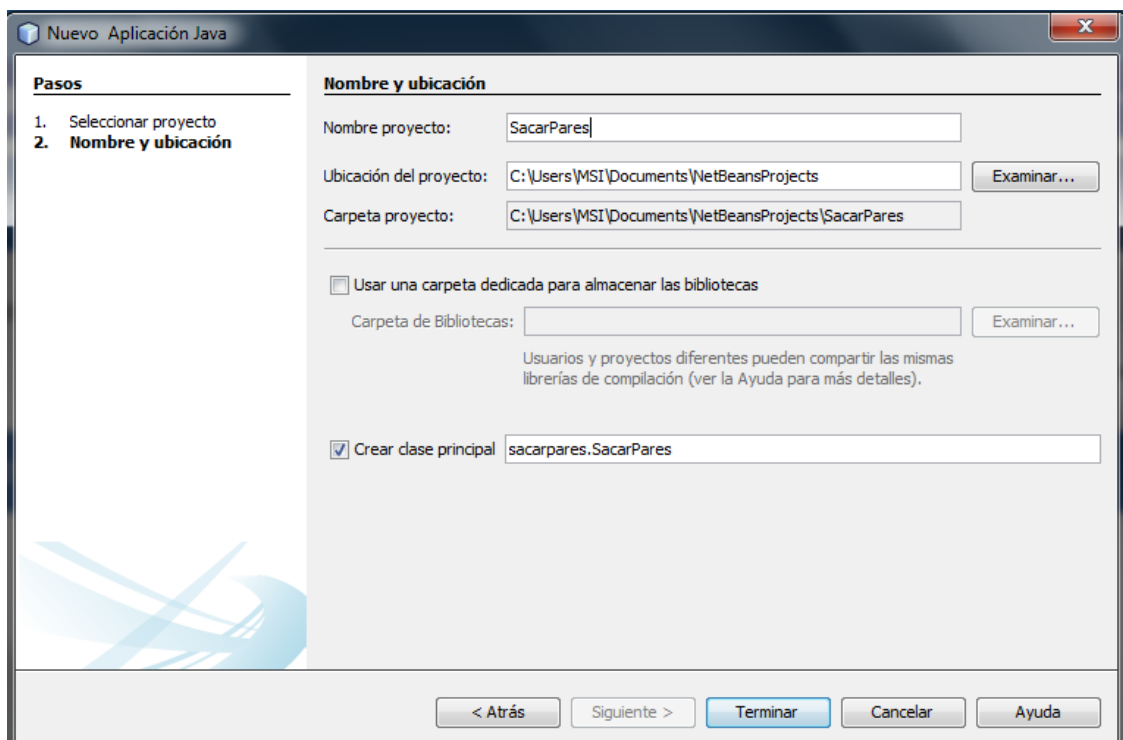 Nuevo Aplicación Java
Pasos
1. Seleccionar proyecto
2. Nombre y ubicación
Nombre y ubicación
Nombre proyecto: SacarPares
Ubicación del proyecto: C:\Users\MSI\Documents\NetBeansProjects Examinar...
Carpeta proyecto: C:\Users\MSI\Documents\NetBeansProjects\SacarPares
Usar una carpeta dedicada para almacenar las bibliotecas
Carpeta de Bibliotecas: Examinar...
Usuarios y proyectos diferentes pueden compartir las mismas
librerías de compilación (ver la Ayuda para más detalles).
Crear clase principal sacarpares.SacarPares
< Atrás Siguiente > Terminar Cancelar Ayuda